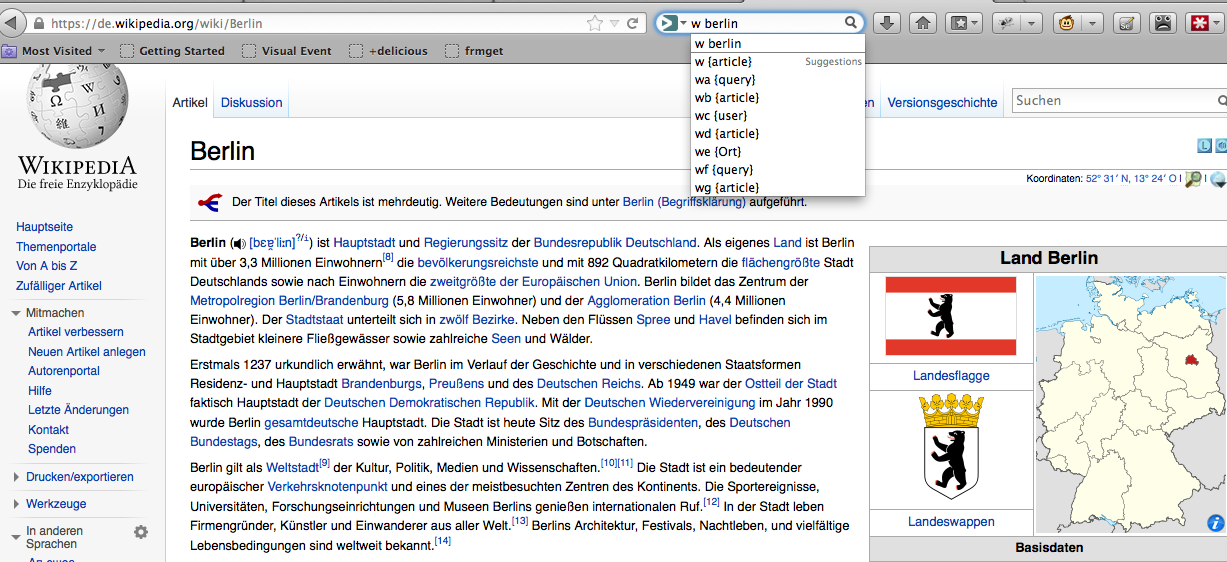 https://de.wikipedia.org/wiki/Berlin
w berlin
Most Visited
Getting Started
Visual Event
+delicious
frmget
w berlin
w {article} Suggestions
wa {query}
wb {article}
wc {user}
wd {article}
we {Ort}
wf {query}
wg {article}
WIKIPEDIA
Die freie Enzyklopädie
Artikel
Diskussion
en
Versionsgeschichte
Suchen
Berlin
Koordinaten: 52° 31′ N, 13° 24′ O
Der Titel dieses Artikels ist mehrdeutig. Weitere Bedeutungen sind unter Berlin (Begriffsklärung) aufgeführt.
Hauptseite
Themenportale
Von A bis Z
Zufälliger Artikel
Mitmachen
Artikel verbessern
Neuen Artikel anlegen
Autorenportal
Hilfe
Letzte Änderungen
Kontakt
Spenden
Drucken/exportieren
Werkzeuge
In anderen
Sprachen
Berlin ( [bɛɐ̯ˈliːn]?/i) ist Hauptstadt und Regierungssitz der Bundesrepublik Deutschland. Als eigenes Land ist Berlin
mit über 3,3 Millionen Einwohnern[8] die bevölkerungsreichste und mit 892 Quadratkilometern die flächengrößte Stadt
Deutschlands sowie nach Einwohnern die zweitgrößte der Europäischen Union. Berlin bildet das Zentrum der
Metropolregion Berlin/Brandenburg (5,8 Millionen Einwohner) und der Agglomeration Berlin (4,4 Millionen
Einwohner). Der Stadtstaat unterteilt sich in zwölf Bezirke. Neben den Flüssen Spree und Havel befinden sich im
Stadtgebiet kleinere Fließgewässer sowie zahlreiche Seen und Wälder.
Erstmals 1237 urkundlich erwähnt, war Berlin im Verlauf der Geschichte und in verschiedenen Staatsformen
Residenz- und Hauptstadt Brandenburgs, Preußens und des Deutschen Reichs. Ab 1949 war der Ostteil der Stadt
faktisch Hauptstadt der Deutschen Demokratischen Republik. Mit der Deutschen Wiedervereinigung im Jahr 1990
wurde Berlin gesamtdeutsche Hauptstadt. Die Stadt ist heute Sitz des Bundespräsidenten, des Deutschen
Bundestags, des Bundesrats sowie von zahlreichen Ministerien und Botschaften.
Berlin gilt als Weltstadt[9] der Kultur, Politik, Medien und Wissenschaften.[10][11] Die Stadt ist ein bedeutender
europäischer Verkehrsknotenpunkt und eines der meistbesuchten Zentren des Kontinents. Die Sportereignisse,
Universitäten, Forschungseinrichtungen und Museen Berlins genießen internationalen Ruf.[12] In der Stadt leben
Firmengründer, Künstler und Einwanderer aus aller Welt.[13] Berlins Architektur, Festivals, Nachtleben, und vielfältige
Lebensbedingungen sind weltweit bekannt.[14]
Land Berlin
Landesflagge
Landeswappen
Basisdaten